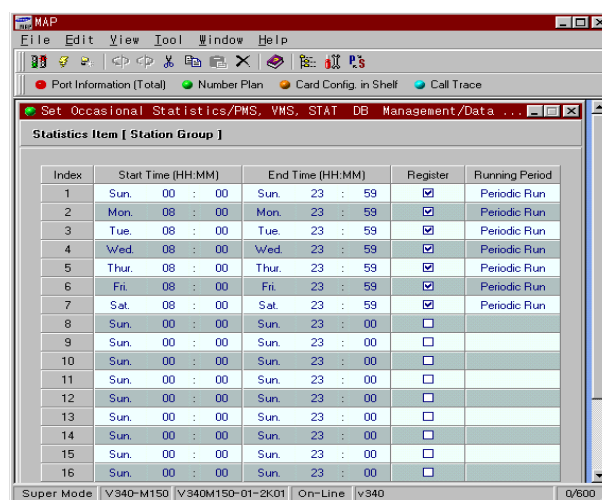 MAP
File Edit View Tool Window Help
P's
Port Information (Total) Number Plan Card Config. in Shelf Call Trace
Set Occasional Statistics/PMS, VMS, STAT DB Management/Data ...
Statistics Item [ Station Group ]
Index Start Time (HH:MM) End Time (HH:MM) Register Running Period
1 Sun. 00 : 00 Sun. 23 : 59 Periodic Run
2 Mon. 08 : 00 Mon. 23 : 59 Periodic Run
3 Tue. 08 : 00 Tue. 23 : 59 Periodic Run
4 Wed. 08 : 00 Wed. 23 : 59 Periodic Run
5 Thur. 08 : 00 Thur. 23 : 59 Periodic Run
6 Fri. 08 : 00 Fri. 23 : 59 Periodic Run
7 Sat. 08 : 00 Sat. 23 : 59 Periodic Run
8 Sun. 00 : 00 Sun. 23 : 00
9 Sun. 00 : 00 Sun. 23 : 00
10 Sun. 00 : 00 Sun. 23 : 00
11 Sun. 00 : 00 Sun. 23 : 00
12 Sun. 00 : 00 Sun. 23 : 00
13 Sun. 00 : 00 Sun. 23 : 00
14 Sun. 00 : 00 Sun. 23 : 00
15 Sun. 00 : 00 Sun. 23 : 00
16 Sun. 00 : 00 Sun. 23 : 00
Super Mode V340-M150 V340M150-01-2K01 On-Line v340 0/600